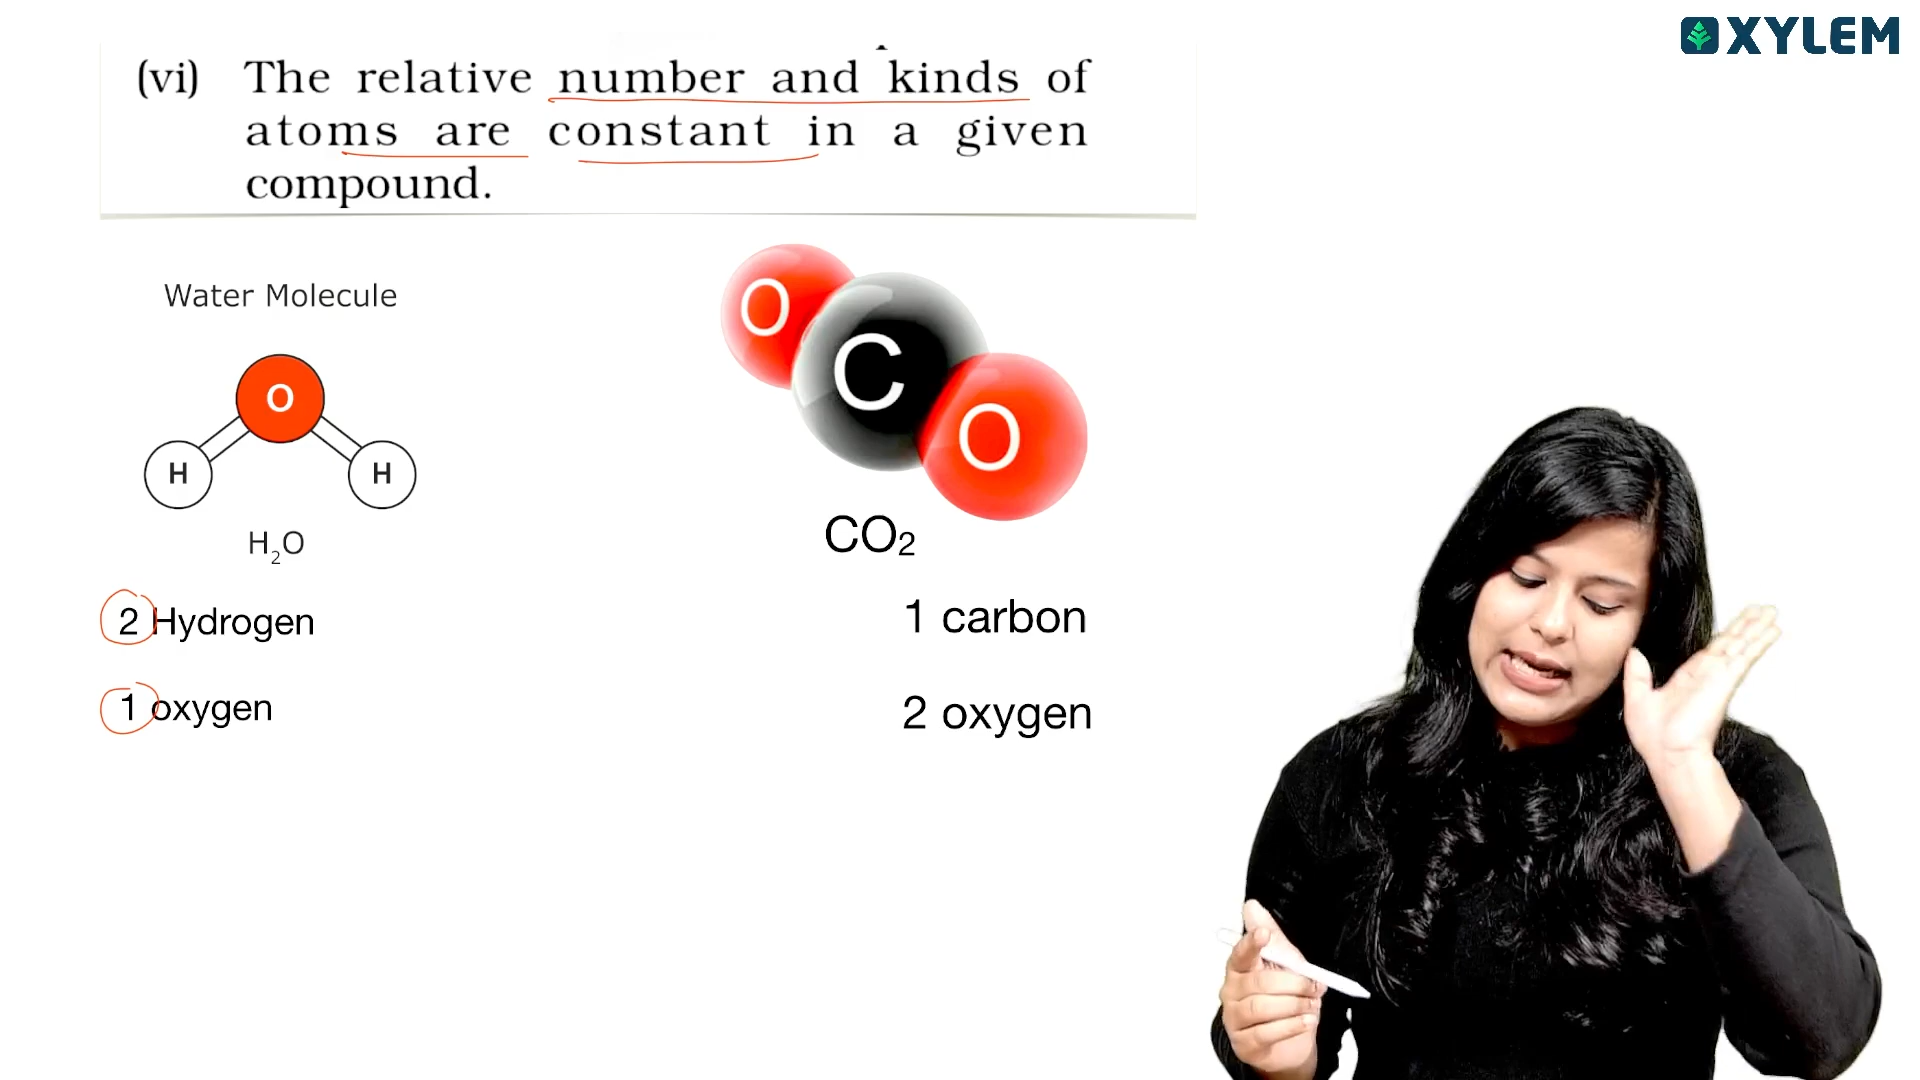 XYLEM
(vi) The relative number and kinds of
atoms are constant in a given
compound.
Water Molecule
O
H H
H₂O
2 Hydrogen
1 oxygen
O
C
O
CO₂
1 carbon
2 oxygen